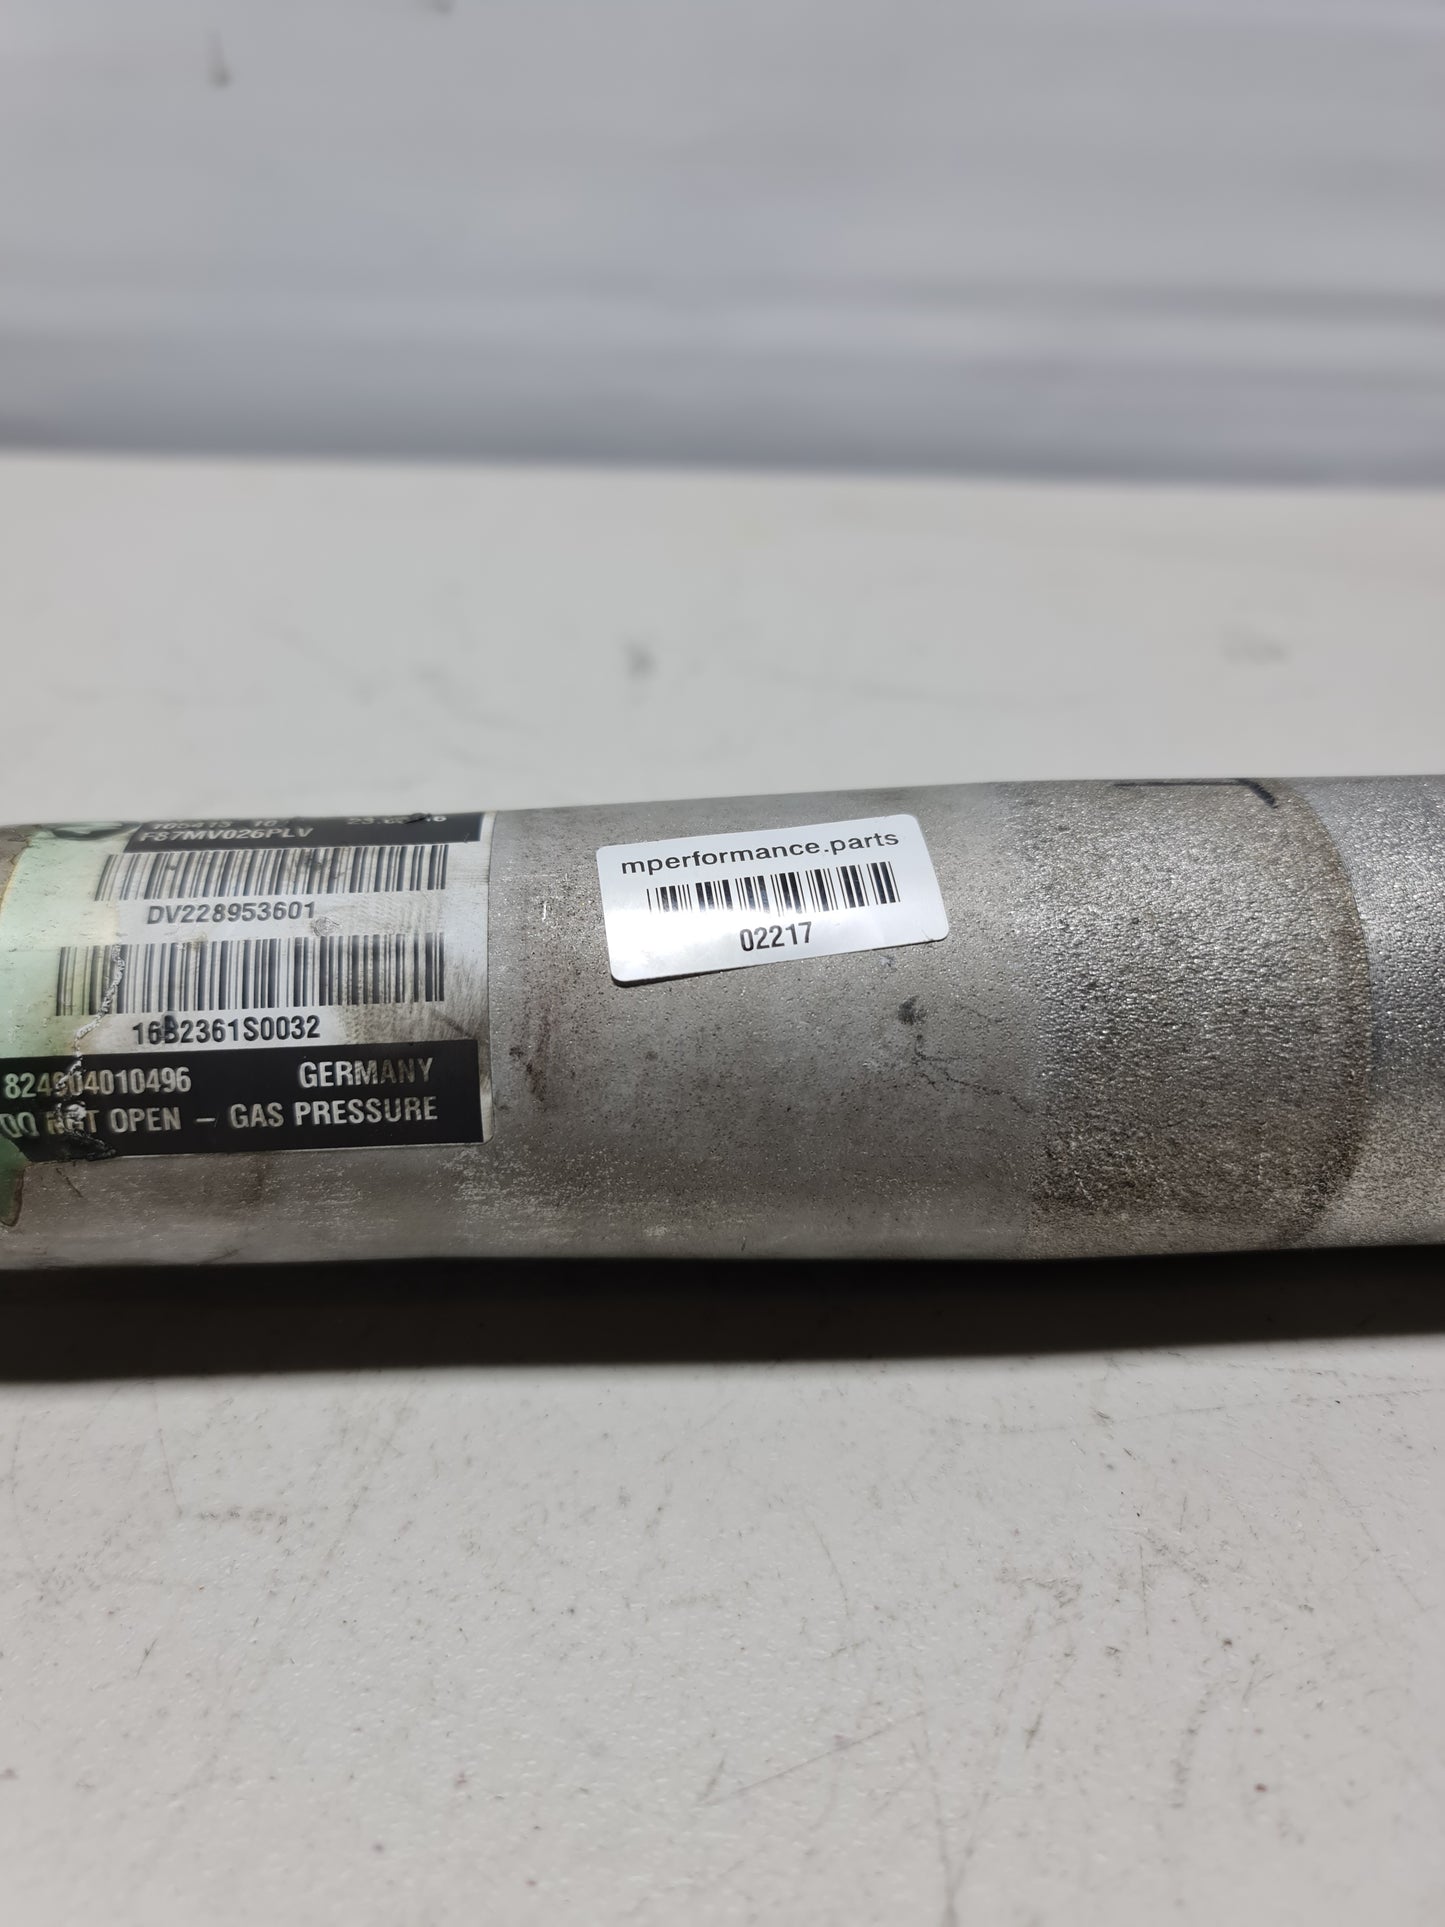 F87MV026PLV
DV228953601
16B2361S0032
824904010496 GERMANY
DO NOT OPEN – GAS PRESSURE
mperformance.parts
02217